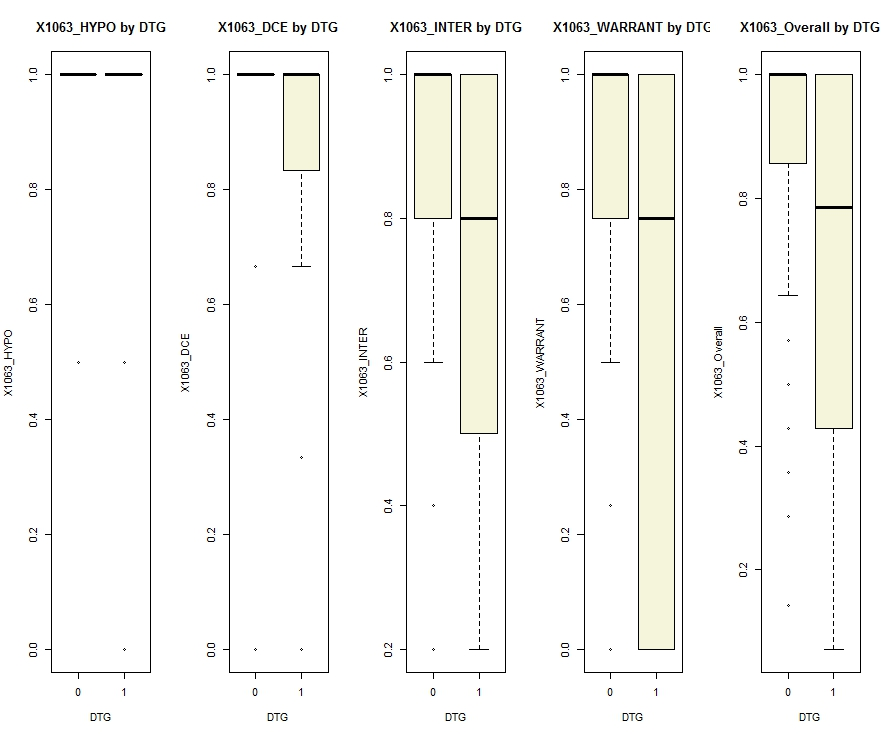 X1063_HYPO by DTG
X1063_HYPO
1.0
0.8
0.6
0.4
0.2
0.0
0 1
DTG
X1063_DCE by DTG
X1063_DCE
1.0
0.8
0.6
0.4
0.2
0.0
0 1
DTG
X1063_INTER by DTG
X1063_INTER
1.0
0.8
0.6
0.4
0.2
0 1
DTG
X1063_WARRANT by DTG
X1063_WARRANT
1.0
0.8
0.6
0.4
0.2
0.0
0 1
DTG
X1063_Overall by DTG
X1063_Overall
1.0
0.8
0.6
0.4
0.2
0 1
DTG